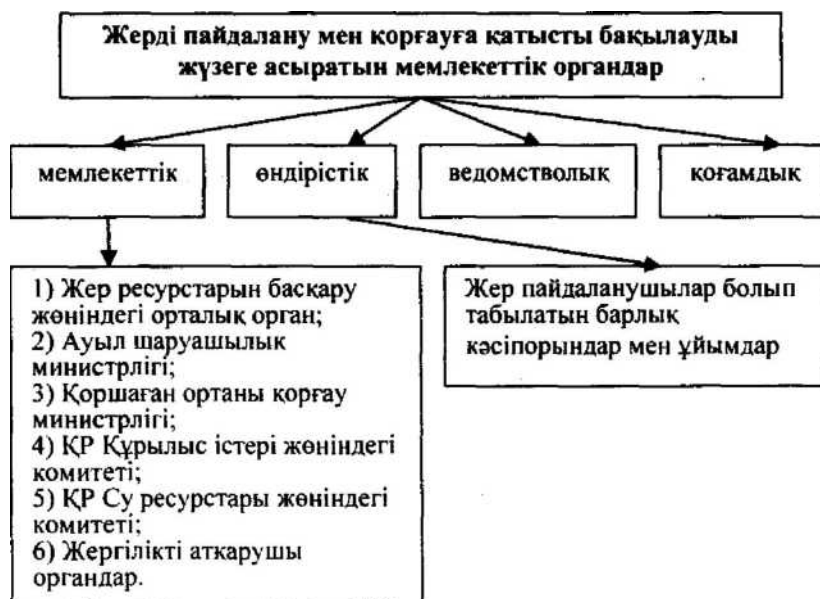 Жерді пайдалану мен қорғауға қатысты бақылауды
жүзеге асыратын мемлекеттік органдар
мемлекеттік
өндірістік
ведомстволық
қоғамдық
1) Жер ресурстарын басқару
жөніндегі орталық орган;
2) Ауыл шаруашылық
министрлігі;
3) Қоршаған ортаны қорғау
министрлігі;
4) ҚР Құрылыс істері жөніндегі
комитеті;
5) ҚР Су ресурстары жөніндегі
комитеті;
6) Жергілікті атқарушы
органдар.
Жер пайдаланушылар болып
табылатын барлық
кәсіпорындар мен ұйымдар